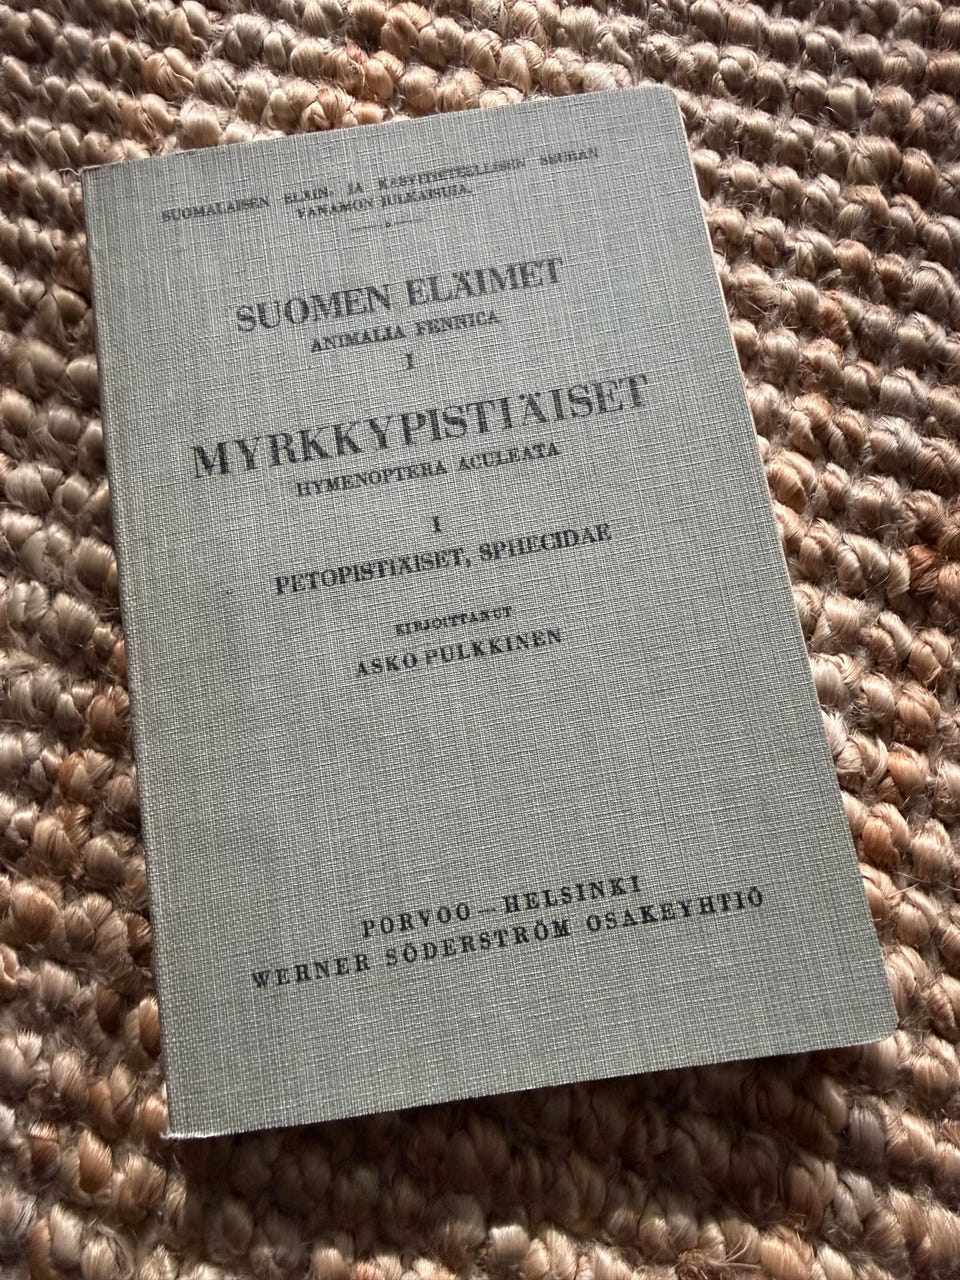 SUOMALAISEN ELÄIN- JA KASVITIETEELLISEN SEURAN
VANAMON JULKAISUJA.
SUOMEN ELÄIMET
ANIMALIA FENNICA
I
MYRKKYPISTIÄISET
HYMENOPTERA ACULEATA
I
PETOPISTIÄISET, SPHECIDAE
KIRJOITTANUT
ASKO PULKKINEN
PORVOO—HELSINKI
WERNER SÖDERSTRÖM OSAKEYHTIÖ